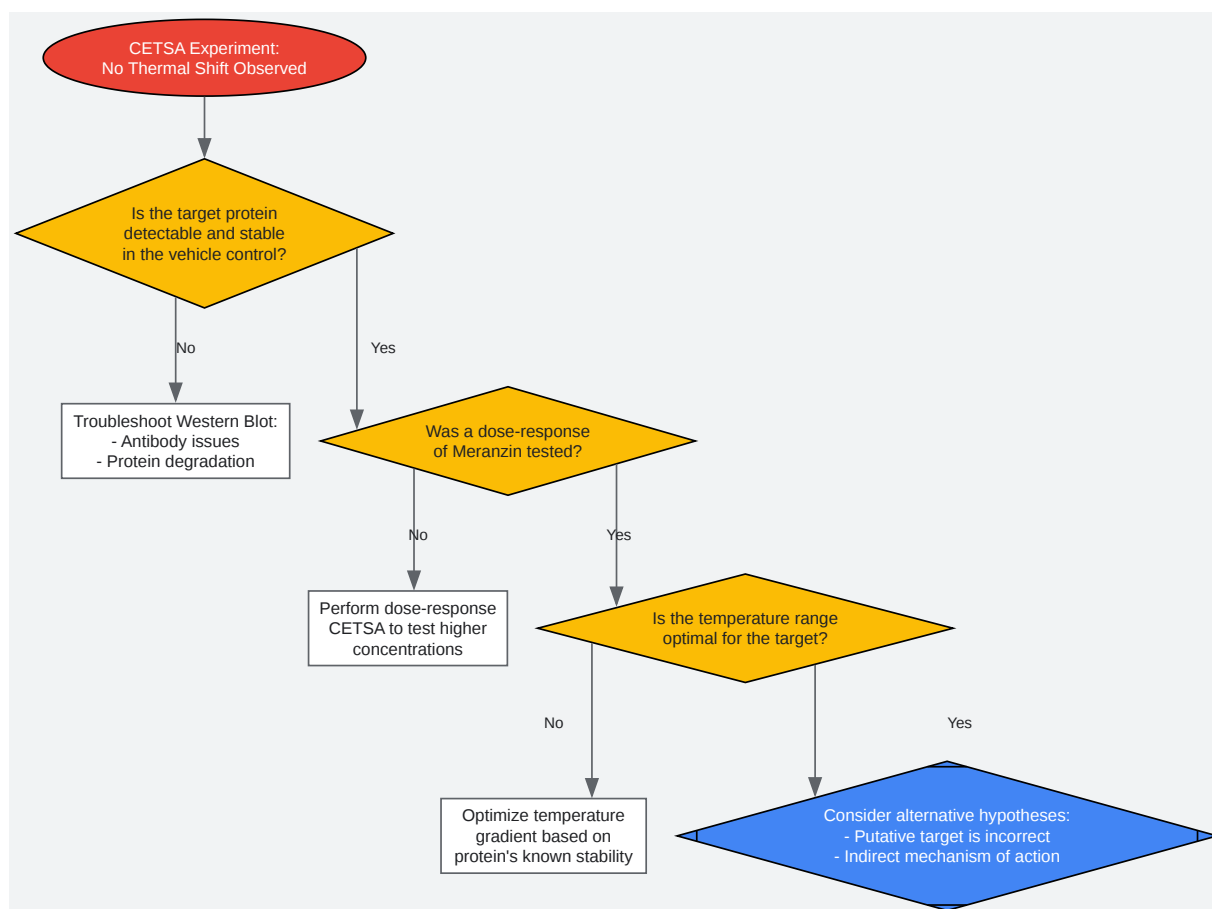 CETSA Experiment:
No Thermal Shift Observed
Is the target protein
detectable and stable
in the vehicle control?
No
Yes
Troubleshoot Western Blot:
- Antibody issues
- Protein degradation
Was a dose-response
of Meranzin tested?
No
Yes
Perform dose-response
CETSA to test higher
concentrations
Is the temperature range
optimal for the target?
No
Yes
Optimize temperature
gradient based on
protein's known stability
Consider alternative hypotheses:
- Putative target is incorrect
- Indirect mechanism of action